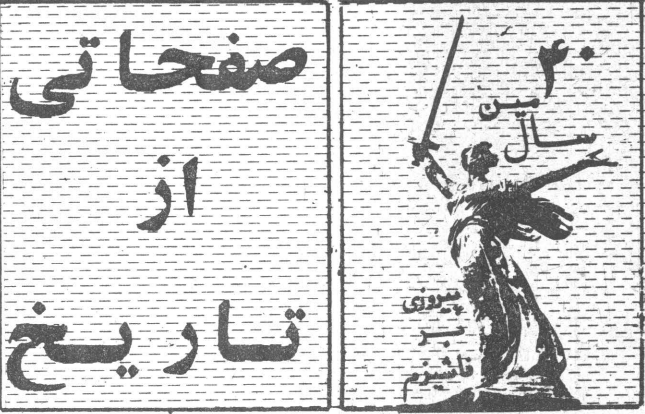 ۴۰
مین
سال
پیروزی
بر
فاشیزم
صفحاتی
از
تاریخ